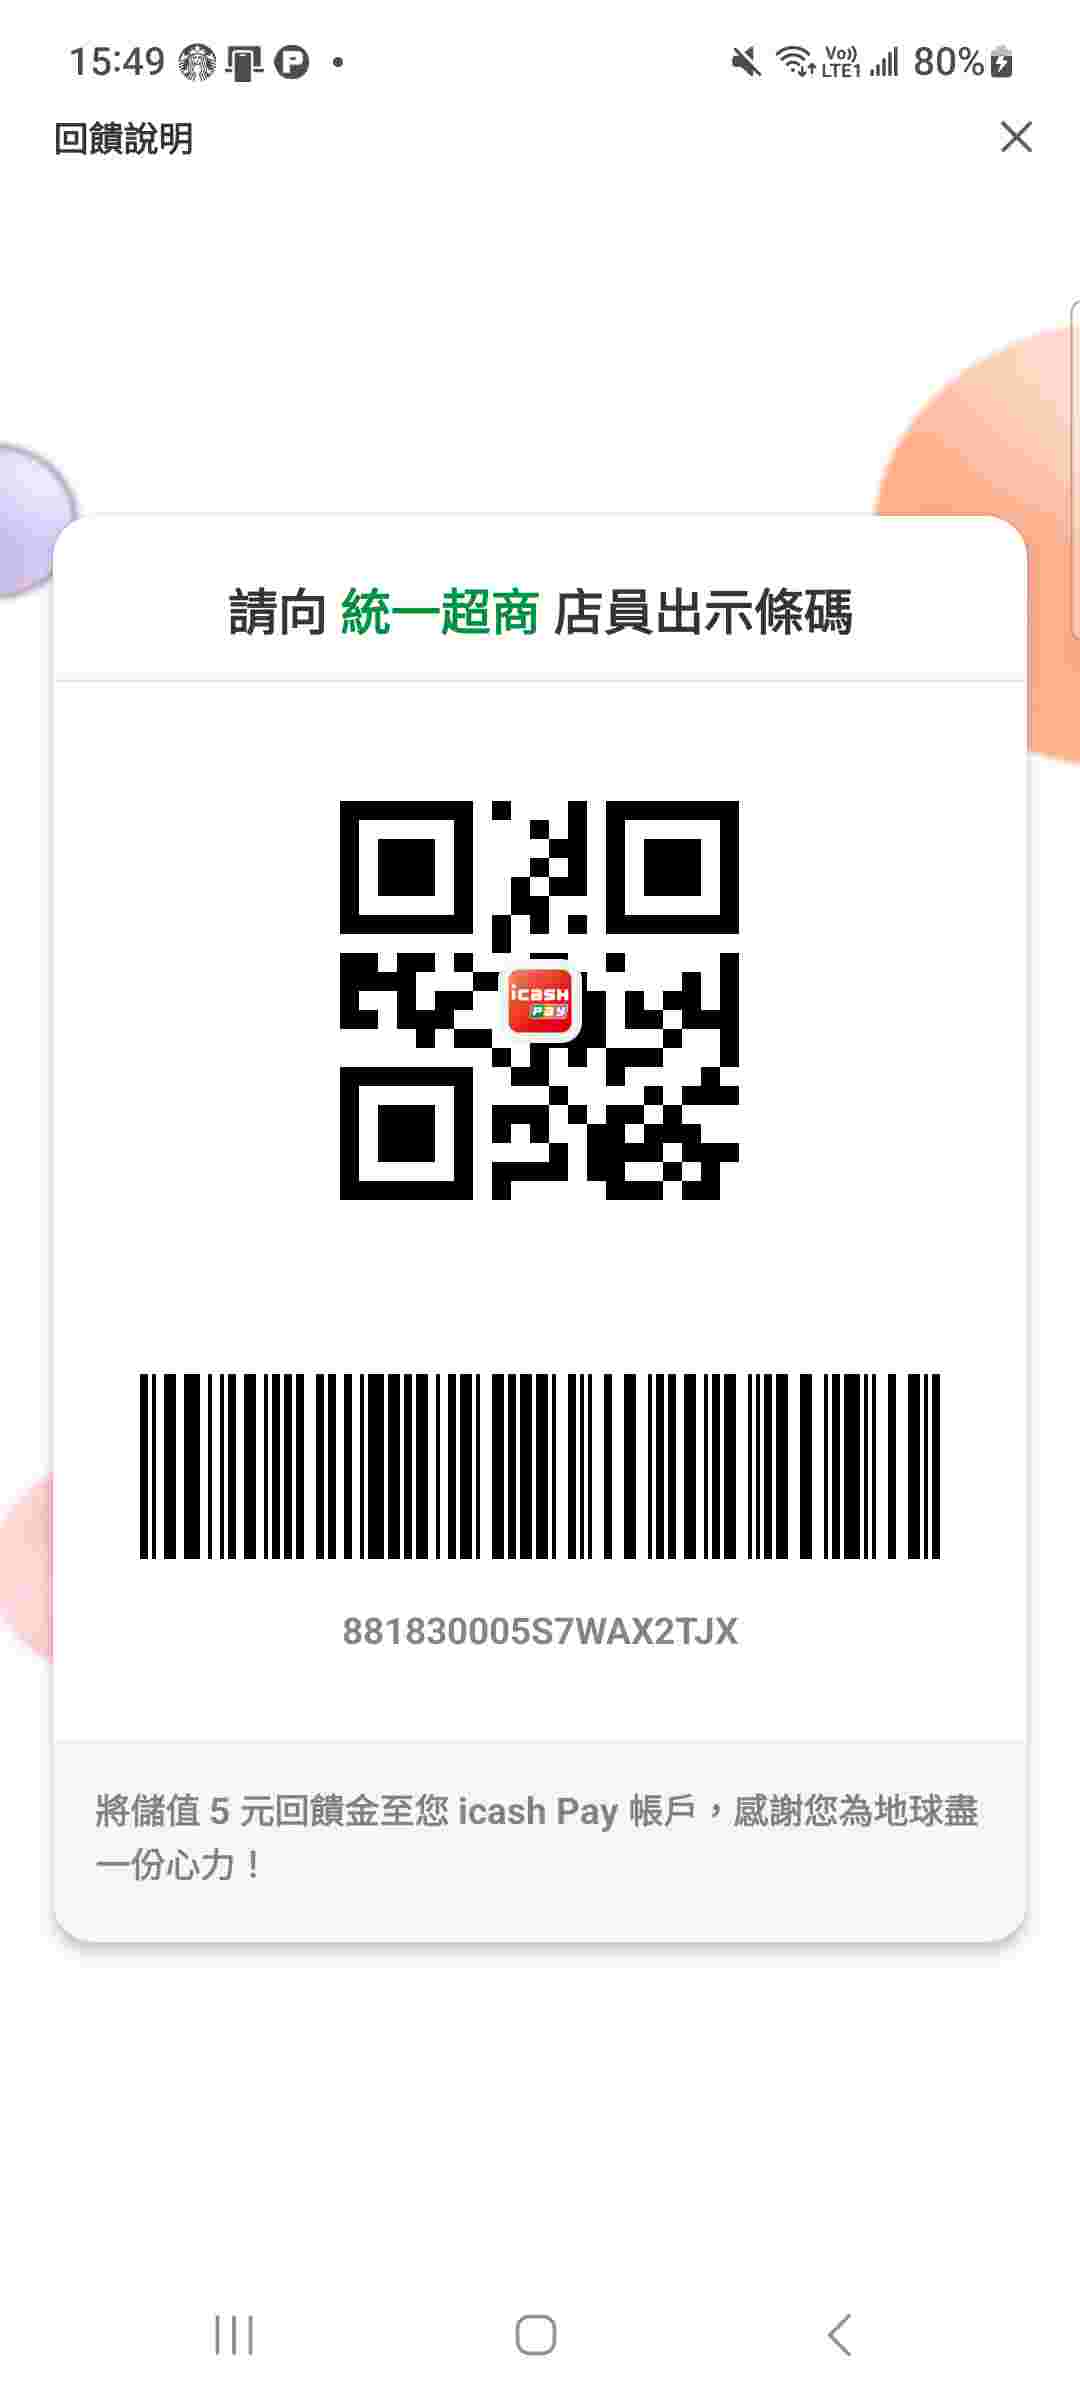 15:49
Vo)) LTE1 80%
回饋說明
請向 統一超商 店員出示條碼
icash
Pay
881830005S7WAX2TJX
將儲值 5 元回饋金至您 icash Pay 帳戶，感謝您為地球盡
一份心力！